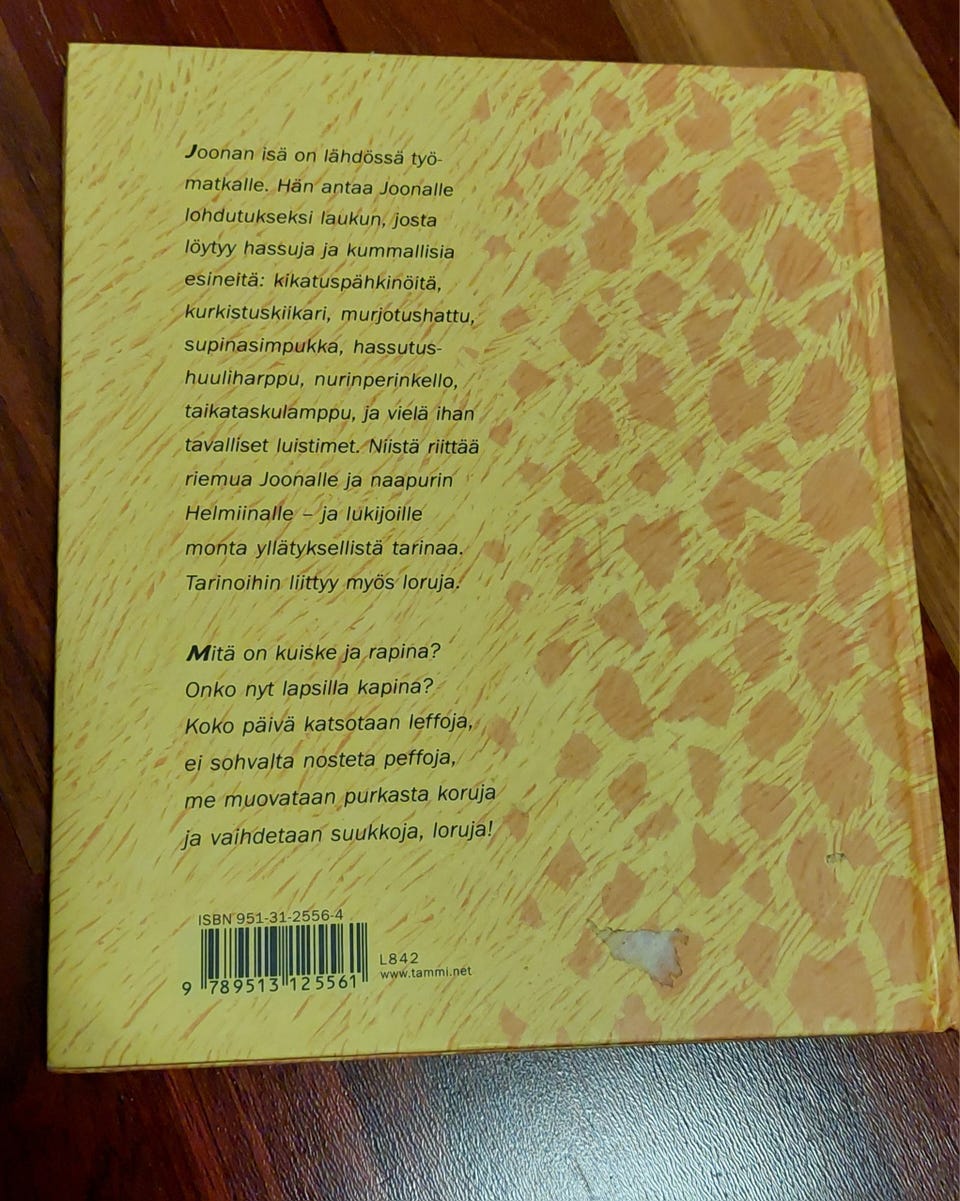 Joonan isä on lähdössä työ-
matkalle. Hän antaa Joonalle
lohdutukseksi laukun, josta
löytyy hassuja ja kummallisia
esineitä: kikatuspähkinöitä,
kurkistuskiikari, murjotushattu,
supinasimpukka, hassutus-
huuliharppu, nurinperinkello,
taikataskulamppu, ja vielä ihan
tavalliset luistimet. Niistä riittää
riemua Joonalle ja naapurin
Helmiinalle – ja lukijoille
monta yllätyksellistä tarinaa.
Tarinoihin liittyy myös loruja.
Mitä on kuiske ja rapina?
Onko nyt lapsilla kapina?
Koko päivä katsotaan leffoja,
ei sohvalta nosteta peffoja,
me muovataan purkasta koruja
ja vaihdetaan suukkoja, loruja!
ISBN 951-31-2556-4
9 789513 125561
L842
www.tammi.net